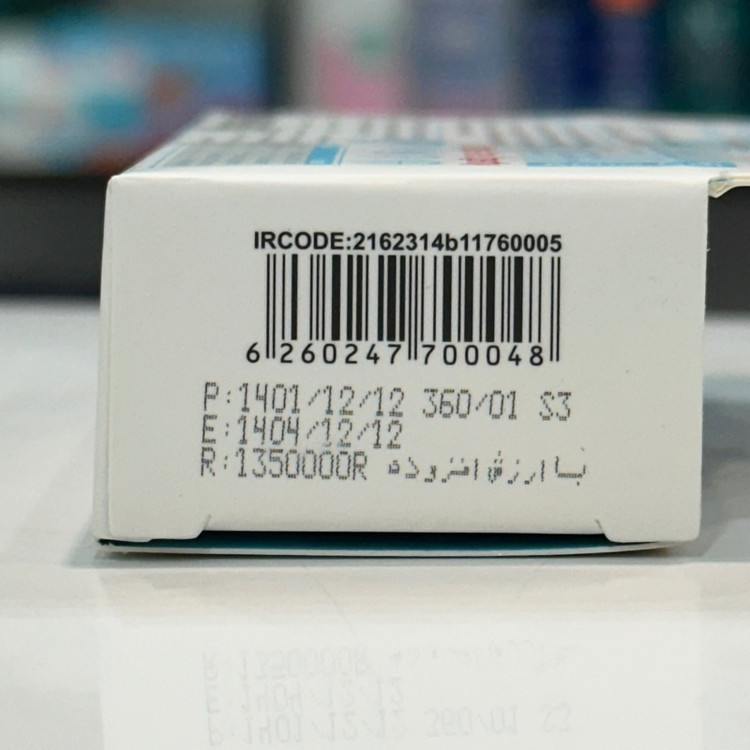 IRCODE:2162314b11760005
6 260247 700048
P:1401/12/12 360/01 S3
E:1404/12/12
R:1350000R با ارزش افزوده